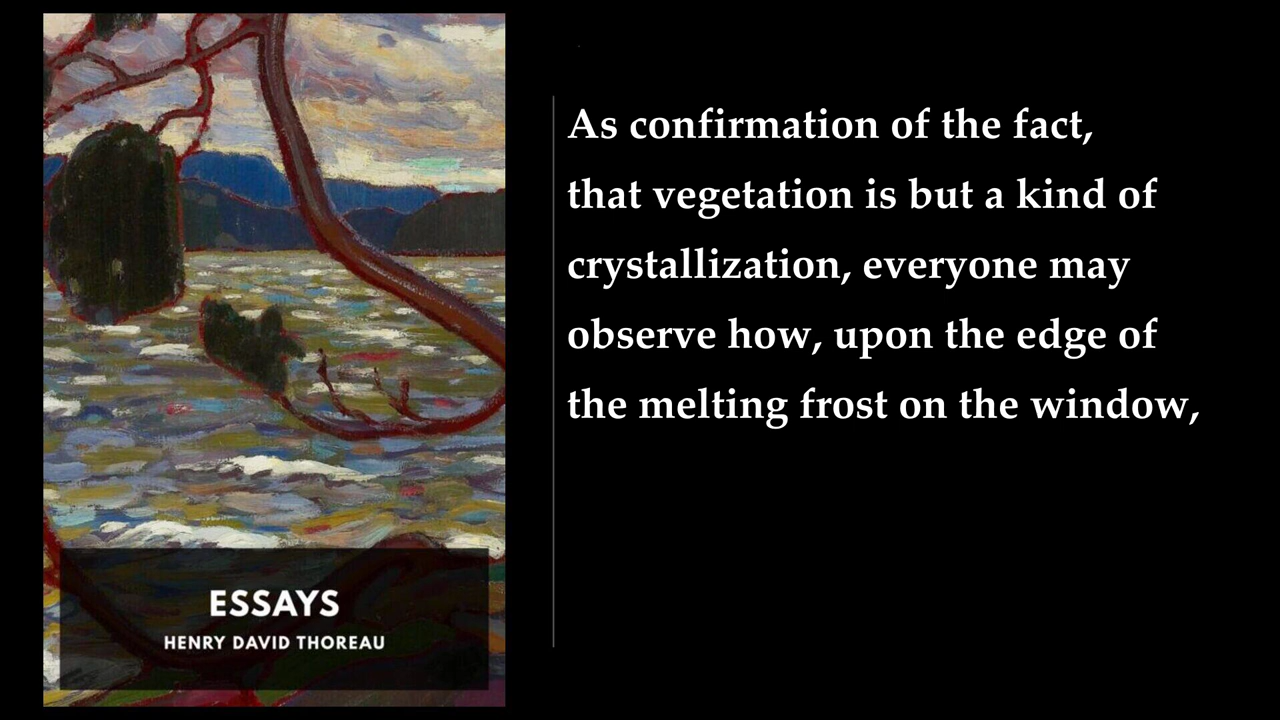 ESSAYS
HENRY DAVID THOREAU
As confirmation of the fact,
that vegetation is but a kind of
crystallization, everyone may
observe how, upon the edge of
the melting frost on the window,